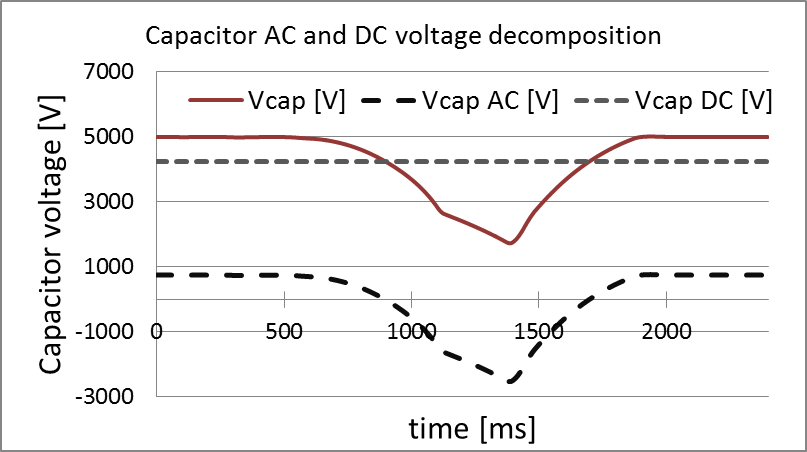 Capacitor AC and DC voltage decomposition
Capacitor voltage [V]
7000
Vcap [V] Vcap AC [V] Vcap DC [V]
5000
3000
1000
-1000
-3000
0 500 1000 1500 2000
time [ms]